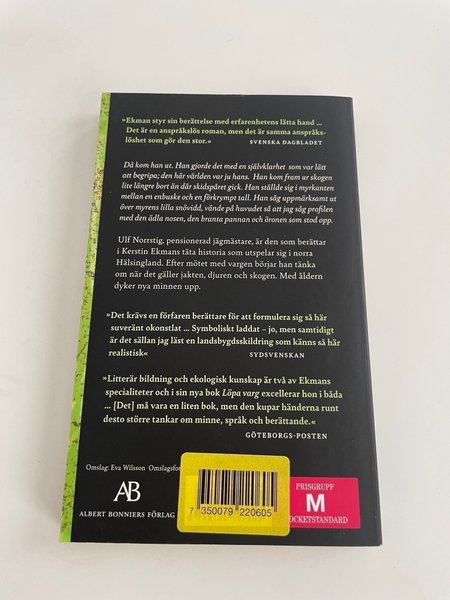 »Ekman styr sin berättelse med erfarenhetens lätta hand ...
Det är en anspråkslös roman, men det är samma anspråks-
löshet som gör den stor.« SVENSKA DAGBLADET
Då kom han ut. Han gjorde det med en självklarhet som var lätt
att begripa; den här världen var ju hans. Han kom fram ur skogen
lite längre bort än där skidspåret gick. Han ställde sig i myrkanten
mellan en enbuske och en förkrympt tall. Han såg uppmärksamt ut
över myrens lilla snövidd, vände på huvudet så att jag såg profilen
med den ädla nosen, den branta pannan och öronen som stod opp.
Ulf Norrstig, pensionerad jägmästare, är den som berättar
i Kerstin Ekmans täta historia som utspelar sig i norra
Hälsingland. Efter mötet med vargen börjar han tänka
om när det gäller jakten, djuren och skogen. Med åldern
dyker nya minnen upp.
»Det krävs en förfaren berättare för att formulera sig så här
suveränt okonstlat ... Symboliskt laddat – jo, men samtidigt
är det sällan jag läst en landsbygdsskildring som känns så här
realistisk« SYDSVENSKAN
»Litterär bildning och ekologisk kunskap är två av Ekmans
specialiteter och i sin nya bok Löpa varg excellerar hon i båda
... [Det] må vara en liten bok, men den kupar händerna runt
desto större tankar om minne, språk och berättande.«
GÖTEBORGS-POSTEN
Omslag: Eva Wilsson Omslagsfoto
AB
ALBERT BONNIERS FÖRLAG
7 350079 220605
PRISGRUPP
M
POCKETSTANDARD